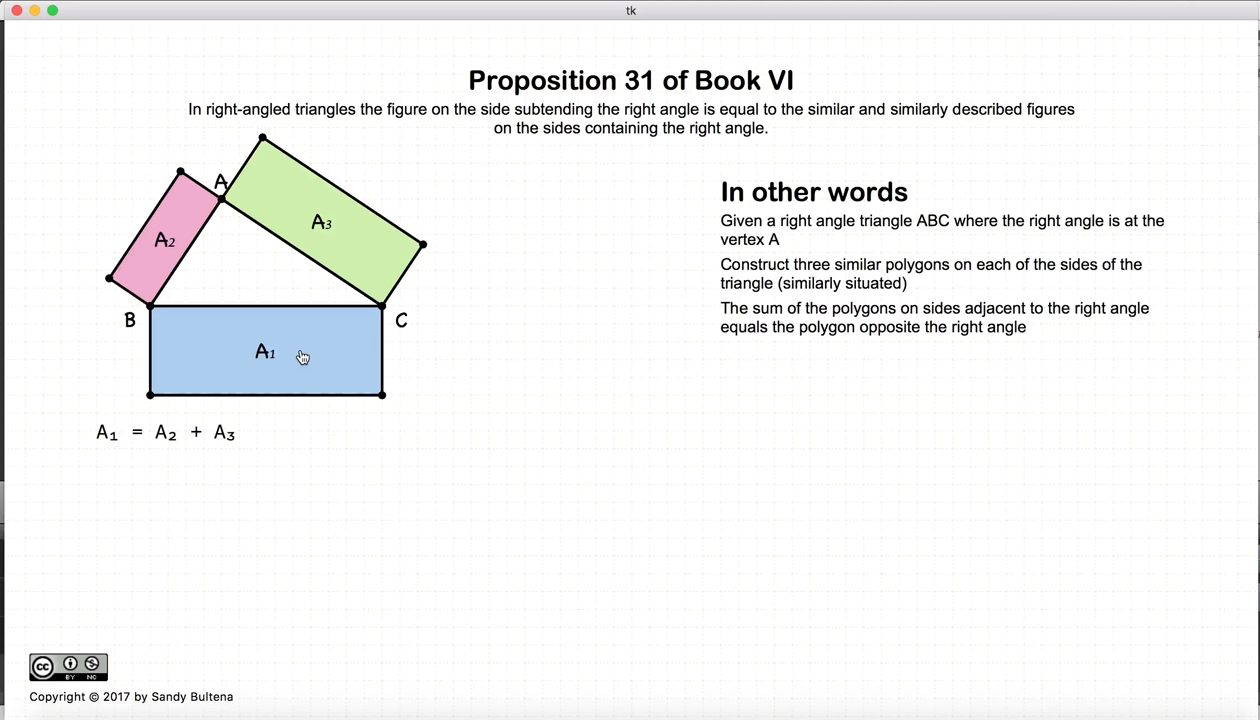 tk
Proposition 31 of Book VI
In right-angled triangles the figure on the side subtending the right angle is equal to the similar and similarly described figures
on the sides containing the right angle.
A
A3
A2
B
C
A1
A₁ = A₂ + A₃
In other words
Given a right angle triangle ABC where the right angle is at the
vertex A
Construct three similar polygons on each of the sides of the
triangle (similarly situated)
The sum of the polygons on sides adjacent to the right angle
equals the polygon opposite the right angle
cc
BY NC
Copyright © 2017 by Sandy Bultena